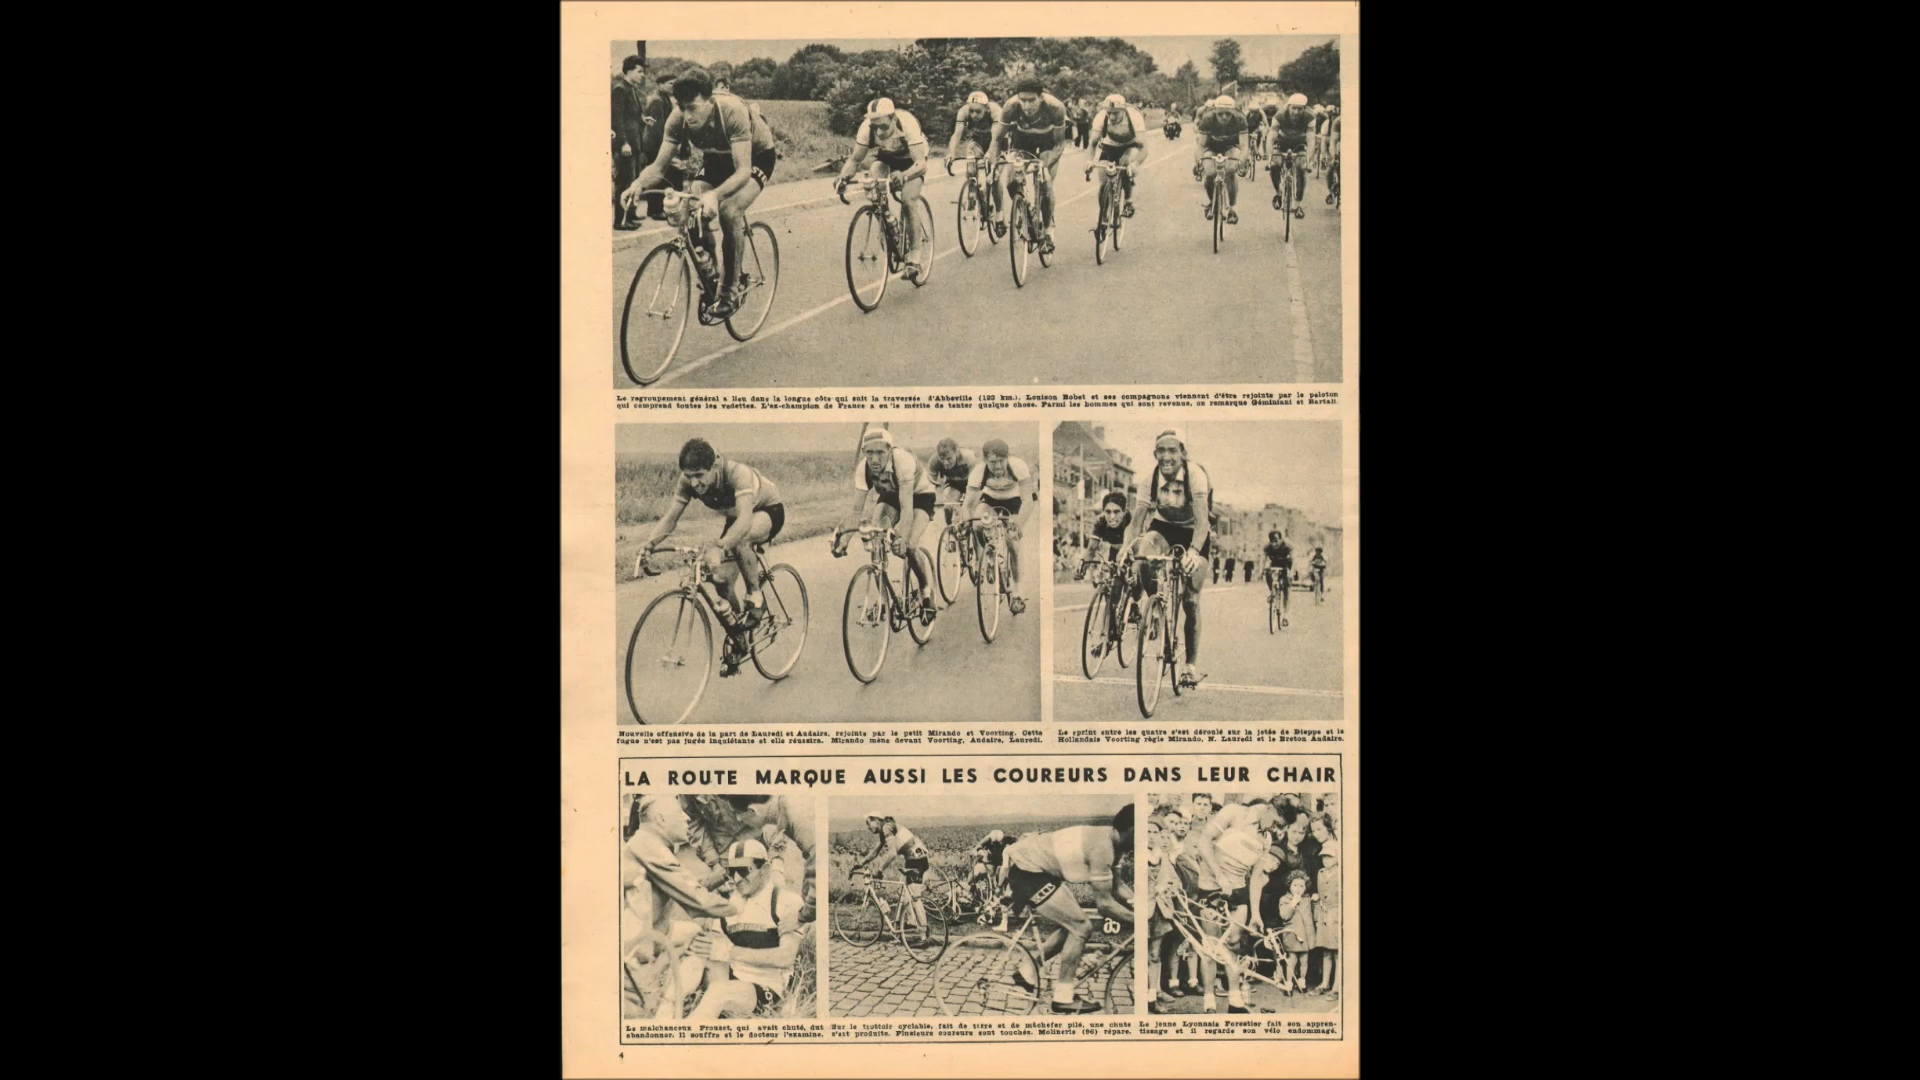 Le regroupement général a lieu dans la longue côte qui suit la traversée d'Abbeville (123 km.). Louison Bobet et ses compagnons viennent d'être rejoints par le peloton
qui comprend toutes les vedettes. L'ex-champion de France a eu le mérite de tenter quelque chose. Parmi les hommes qui sont revenus, on remarque Géminiani et Bartali.
Nouvelle offensive de la part de Lauredi et Audaire, rejoints par le petit Mirando et Voorting. Cette
fugue n'est pas jugée inquiétante et elle réussira. Mirando mène devant Voorting, Audaire, Lauredi.
Le sprint entre les quatre s'est déroulé sur la jetée de Dieppe et le
Hollandais Voorting règle Mirando, N. Lauredi et le Breton Audaire.
LA ROUTE MARQUE AUSSI LES COUREURS DANS LEUR CHAIR
Le malchanceux Prouzet, qui avait chuté, dut
abandonner. Il souffre et le docteur l'examine.
Sur le trottoir cyclable, fait de terre et de mâchefer pilé, une chute
s'est produite. Plusieurs coureurs sont touchés. Molineris (96) répare.
Le jeune Lyonnais Forestier fait son appren-
tissage et il regarde son vélo endommagé.
4